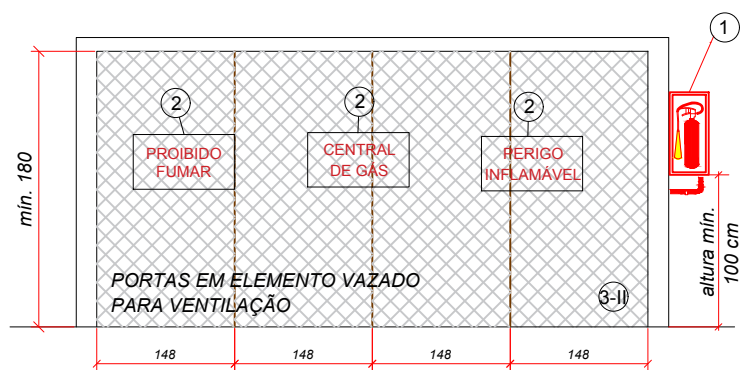 1
2
2
2
PROIBIDO
FUMAR
CENTRAL
DE GÁS
PERIGO
INFLAMÁVEL
mín. 180
altura mín.
100 cm
PORTAS EM ELEMENTO VAZADO
PARA VENTILAÇÃO
3-II
148
148
148
148